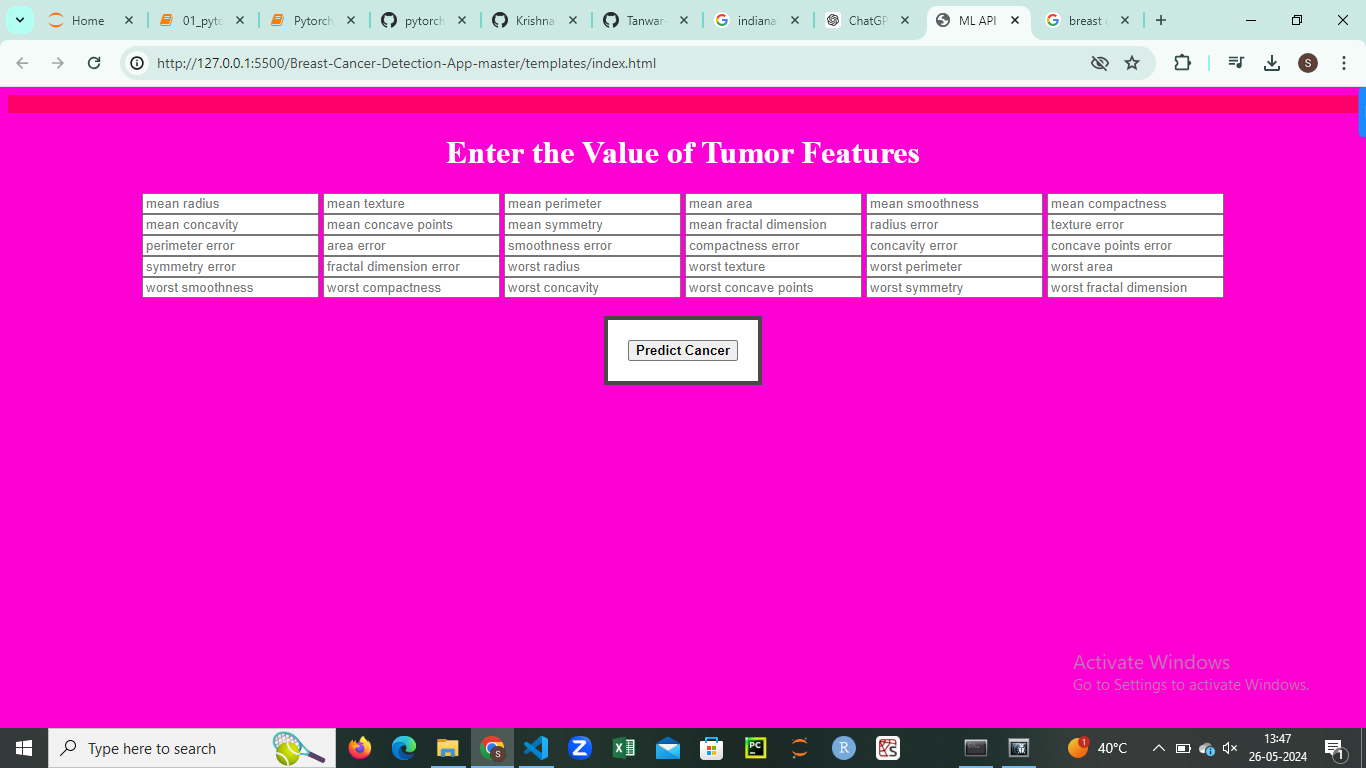 Home 01_pyto Pytorch pytorch Krishna Tanwar- indiana ChatGP ML API breast c
http://127.0.0.1:5500/Breast-Cancer-Detection-App-master/templates/index.html S
Enter the Value of Tumor Features
mean radius mean texture mean perimeter mean area mean smoothness mean compactness
mean concavity mean concave points mean symmetry mean fractal dimension radius error texture error
perimeter error area error smoothness error compactness error concavity error concave points error
symmetry error fractal dimension error worst radius worst texture worst perimeter worst area
worst smoothness worst compactness worst concavity worst concave points worst symmetry worst fractal dimension
Predict Cancer
Activate Windows
Go to Settings to activate Windows.
Type here to search S Z PC R 1 40°C 13:47
26-05-2024 1